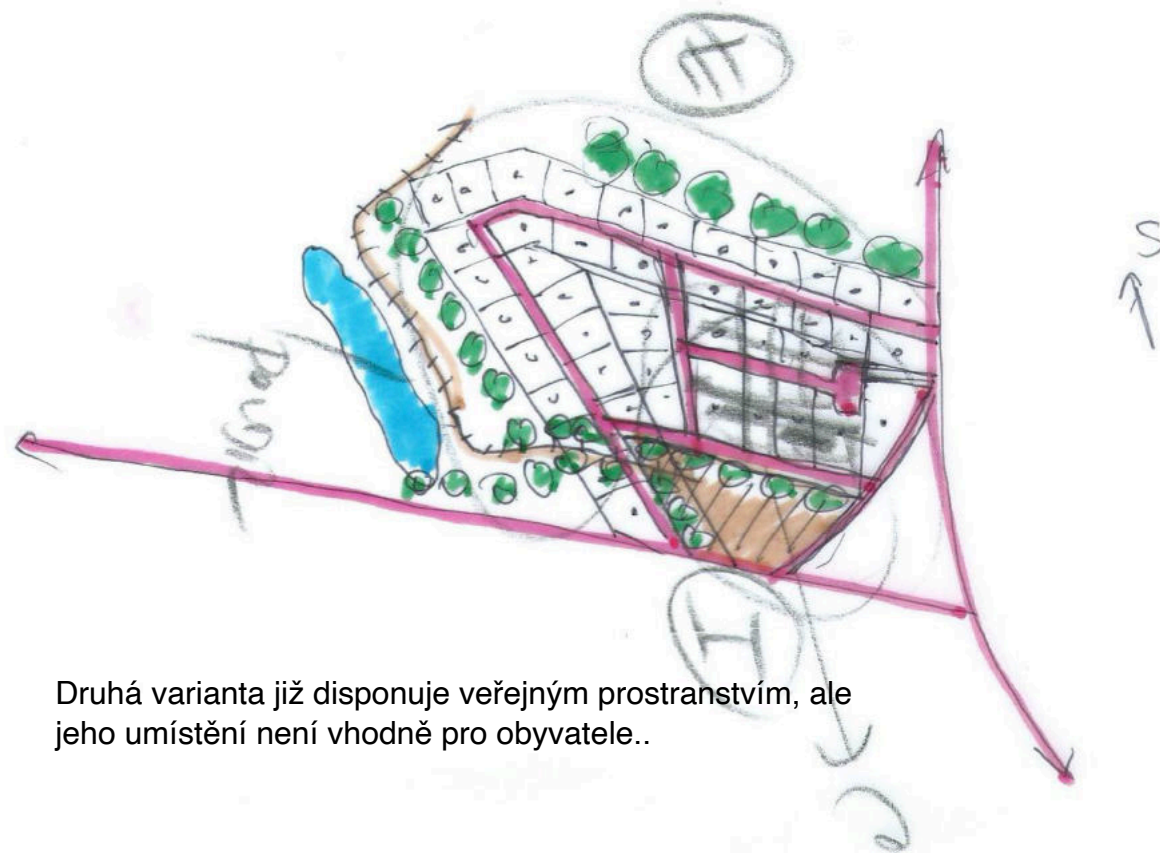 S
Druhá varianta již disponuje veřejným prostranstvím, ale
jeho umístění není vhodně pro obyvatele..